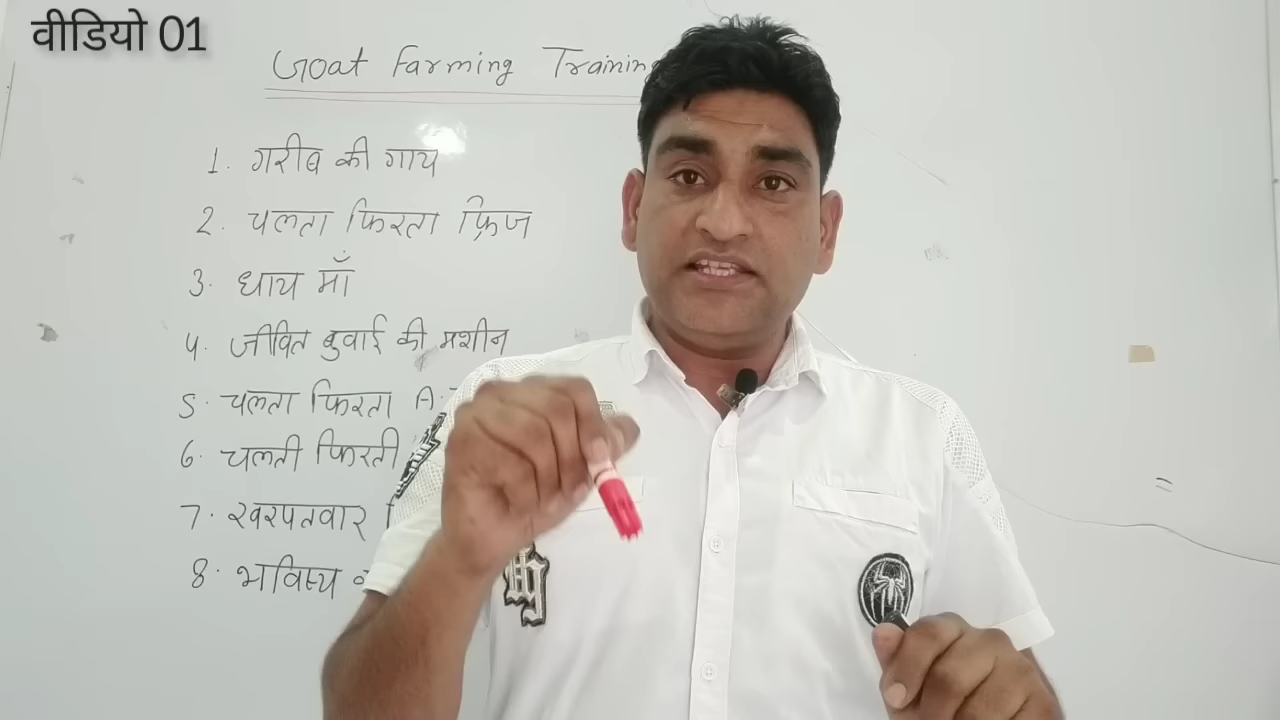 वीडियो 01
Goat Farming Training
1. गरीब की गाय
2. चलता फिरता फ्रिज
3. धाय माँ
4. जीवित बुवाई की मशीन
5. चलता फिरता A.
6. चलती फिरती
7. खरपतवार
8. भविष्य